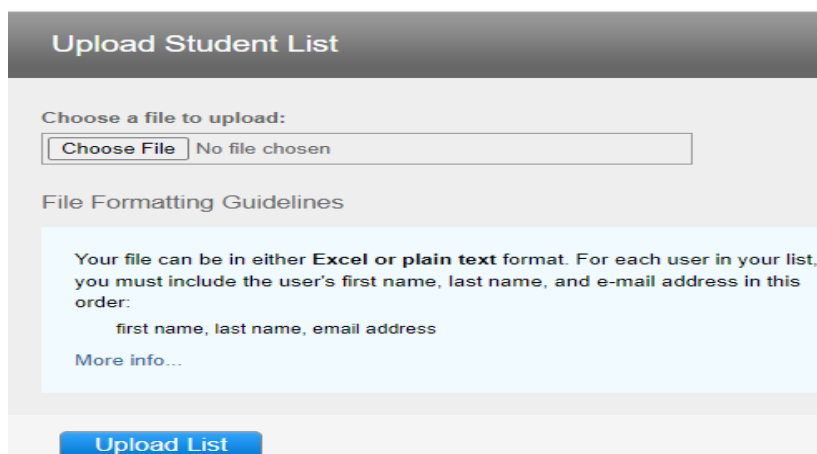 Upload Student List
Choose a file to upload:
Choose File No file chosen
File Formatting Guidelines
Your file can be in either Excel or plain text format. For each user in your list,
you must include the user's first name, last name, and e-mail address in this
order:
first name, last name, email address
More info...
Upload List